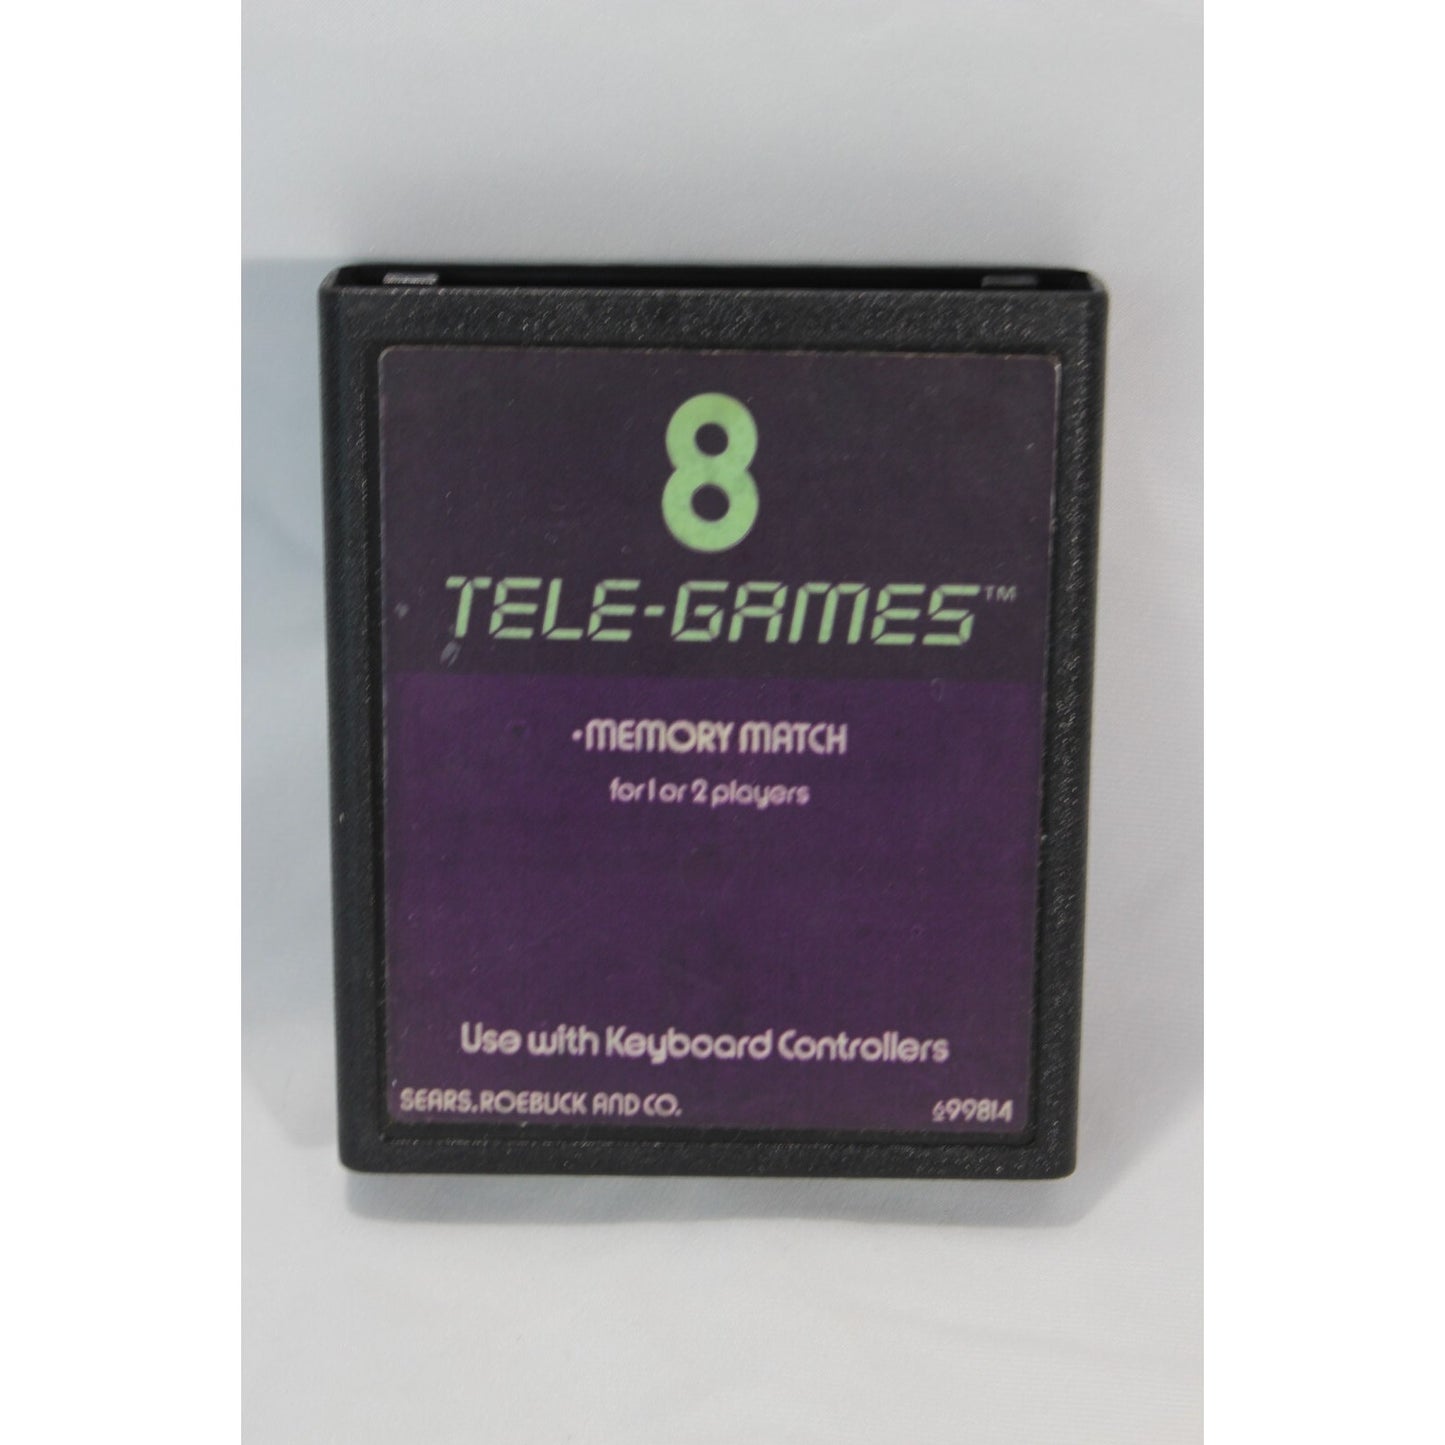 8
TELE-GAMES™
•MEMORY MATCH
for 1 or 2 players
Use with Keyboard Controllers
SEARS, ROEBUCK AND CO. 699814